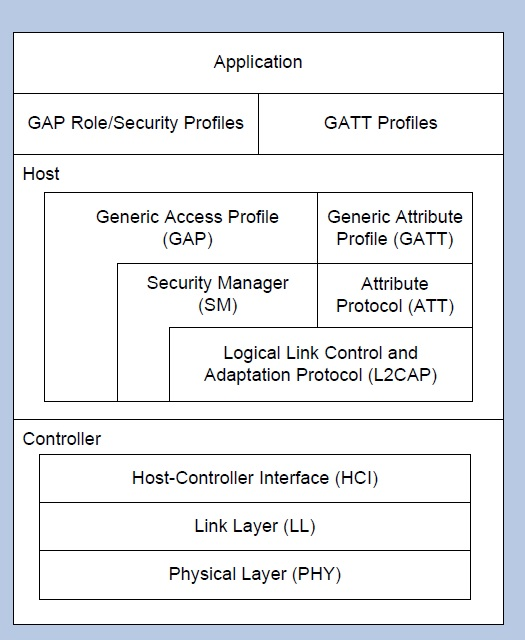 Application
GAP Role/Security Profiles
GATT Profiles
Host
Generic Access Profile
(GAP)
Generic Attribute
Profile (GATT)
Security Manager
(SM)
Attribute
Protocol (ATT)
Logical Link Control and
Adaptation Protocol (L2CAP)
Controller
Host-Controller Interface (HCI)
Link Layer (LL)
Physical Layer (PHY)